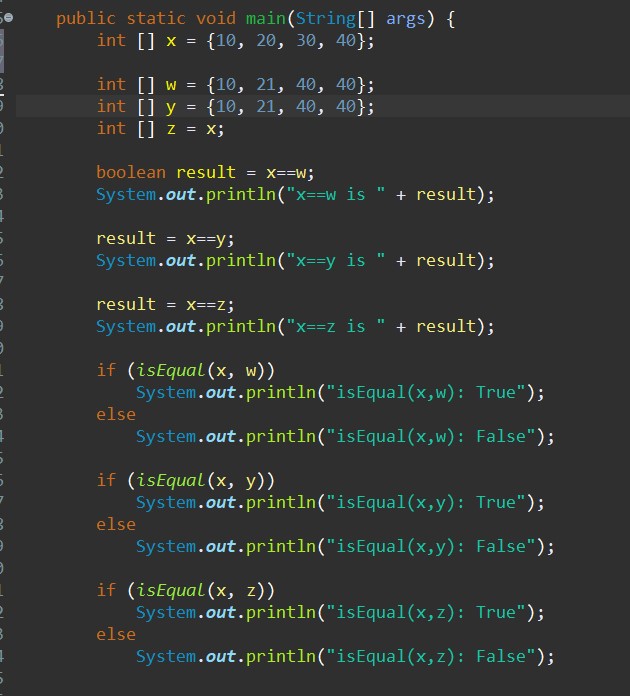 public static void main(String[] args) {
int [] x = {10, 20, 30, 40};
int [] w = {10, 21, 40, 40};
int [] y = {10, 21, 40, 40};
int [] z = x;
boolean result = x==w;
System.out.println("x==w is " + result);
result = x==y;
System.out.println("x==y is " + result);
result = x==z;
System.out.println("x==z is " + result);
if (isEqual(x, w))
System.out.println("isEqual(x,w): True");
else
System.out.println("isEqual(x,w): False");
if (isEqual(x, y))
System.out.println("isEqual(x,y): True");
else
System.out.println("isEqual(x,y): False");
if (isEqual(x, z))
System.out.println("isEqual(x,z): True");
else
System.out.println("isEqual(x,z): False");